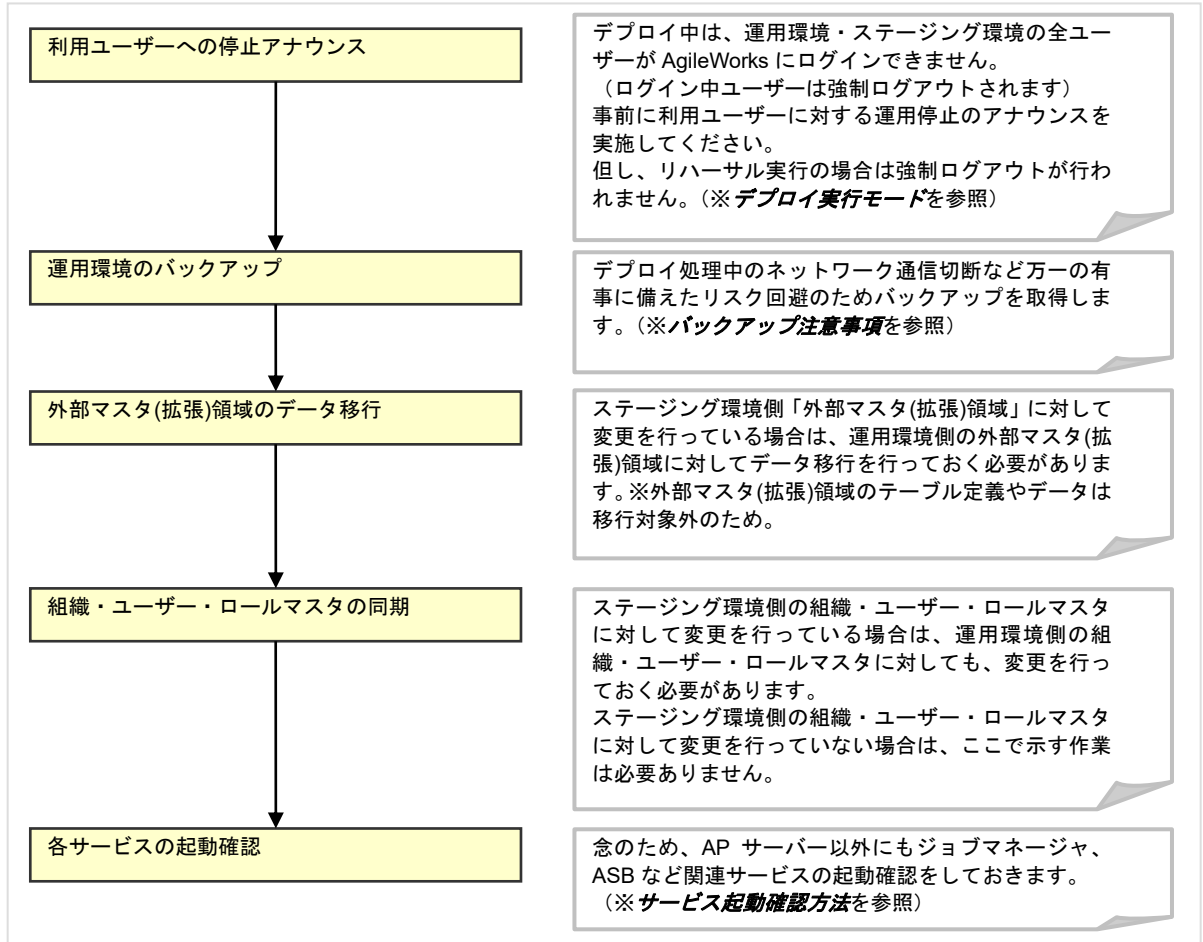 利用ユーザーへの停止アナウンス
デプロイ中は、運用環境・ステージング環境の全ユー
ザーが AgileWorks にログインできません。
（ログイン中ユーザーは強制ログアウトされます）
事前に利用ユーザーに対する運用停止のアナウンスを
実施してください。
但し、リハーサル実行の場合は強制ログアウトが行わ
れません。（※デプロイ実行モードを参照）
運用環境のバックアップ
デプロイ処理中のネットワーク通信切断など万一の有
事に備えたリスク回避のためバックアップを取得しま
す。（※バックアップ注意事項を参照）
外部マスタ(拡張)領域のデータ移行
ステージング環境側「外部マスタ(拡張)領域」に対して
変更を行っている場合は、運用環境側の外部マスタ(拡
張)領域に対してデータ移行を行っておく必要がありま
す。※外部マスタ(拡張)領域のテーブル定義やデータは
移行対象外のため。
組織・ユーザー・ロールマスタの同期
ステージング環境側の組織・ユーザー・ロールマスタ
に対して変更を行っている場合は、運用環境側の組
織・ユーザー・ロールマスタに対しても、変更を行っ
ておく必要があります。
ステージング環境側の組織・ユーザー・ロールマスタ
に対して変更を行っていない場合は、ここで示す作業
は必要ありません。
各サービスの起動確認
念のため、AP サーバー以外にもジョブマネージャ、
ASB など関連サービスの起動確認をしておきます。
（※サービス起動確認方法を参照）